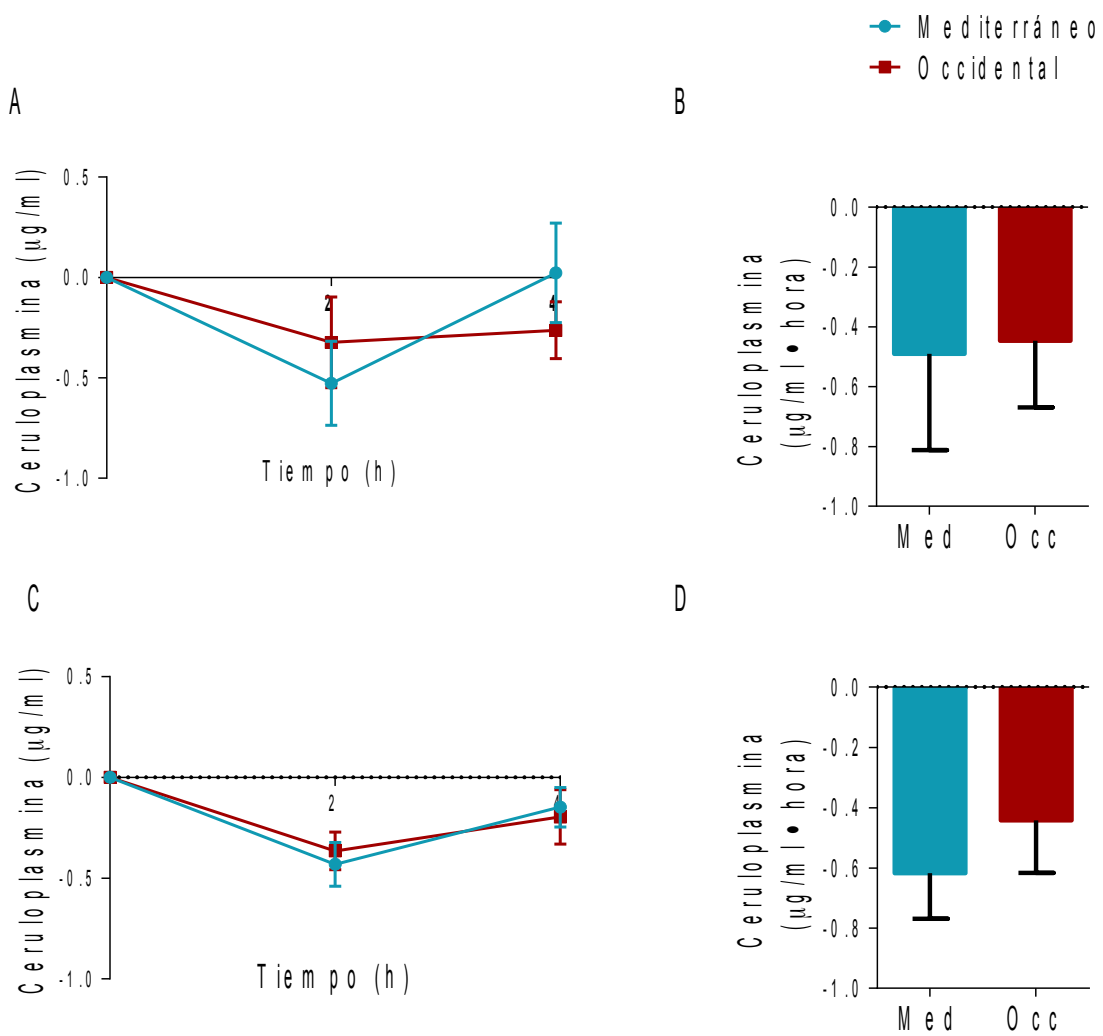 Mediterráneo
Occidental
A
Ceruloplasmina (µg/ml)
0.5
0.0
-0.5
-1.0
2
4
Tiempo (h)
B
Ceruloplasmina
(µg/ml • hora)
0.0
-0.2
-0.4
-0.6
-0.8
-1.0
Med Occ
C
Ceruloplasmina (µg/ml)
0.5
0.0
-0.5
-1.0
2
4
Tiempo (h)
D
Ceruloplasmina
(µg/ml • hora)
0.0
-0.2
-0.4
-0.6
-0.8
-1.0
Med Occ